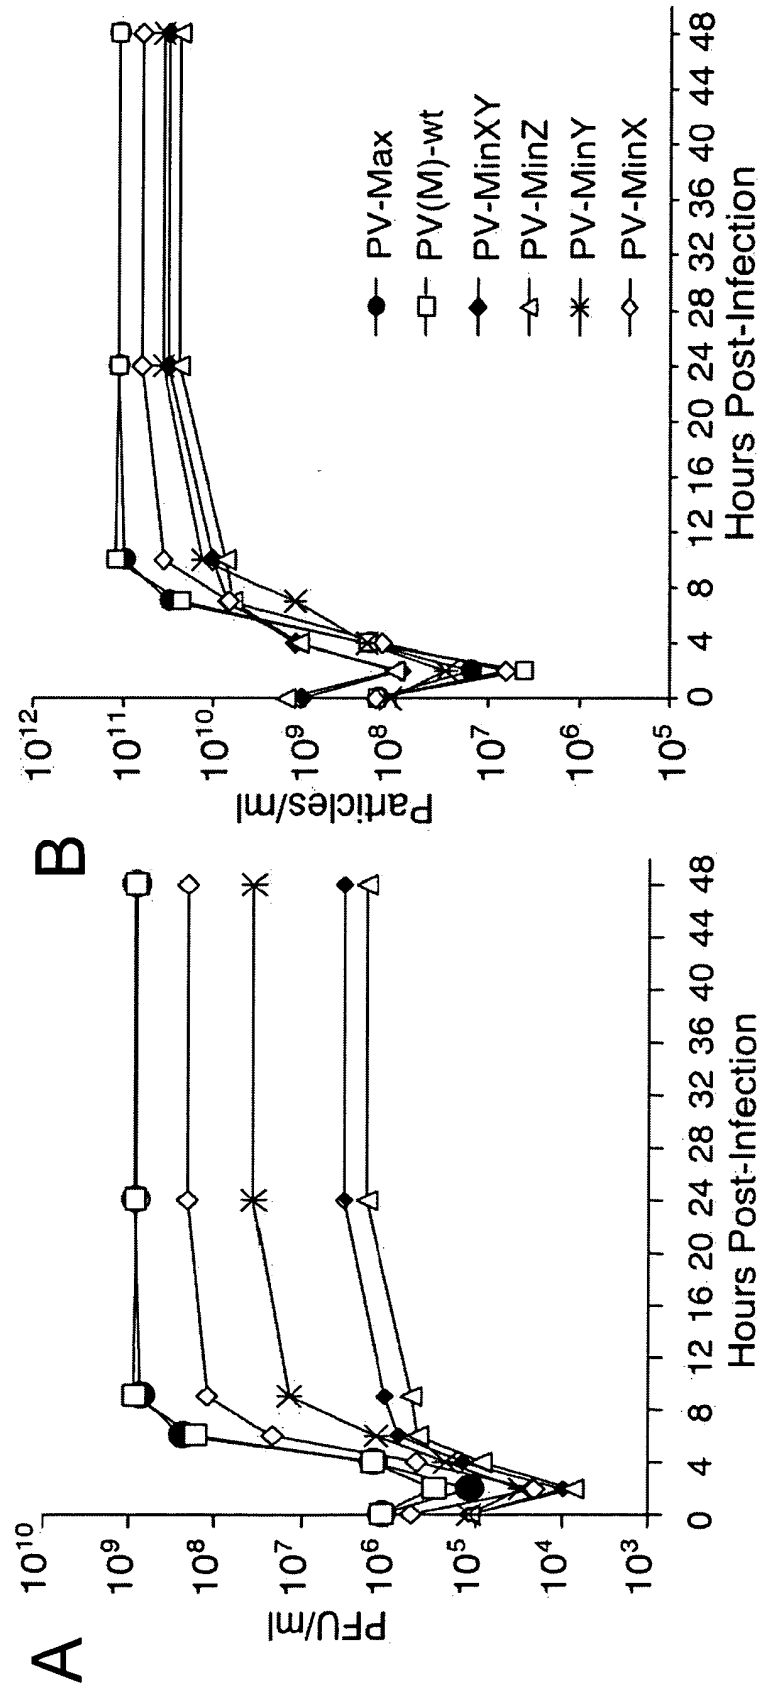 A
PFU/ml
10^10
10^9
10^8
10^7
10^6
10^5
10^4
10^3
0 4 8 12 16 20 24 28 32 36 40 44 48
Hours Post-Infection
B
Particles/ml
10^12
10^11
10^10
10^9
10^8
10^7
10^6
10^5
PV-Max
PV(M)-wt
PV-MinXY
PV-MinZ
PV-MinY
PV-MinX
0 4 8 12 16 20 24 28 32 36 40 44 48
Hours Post-Infection